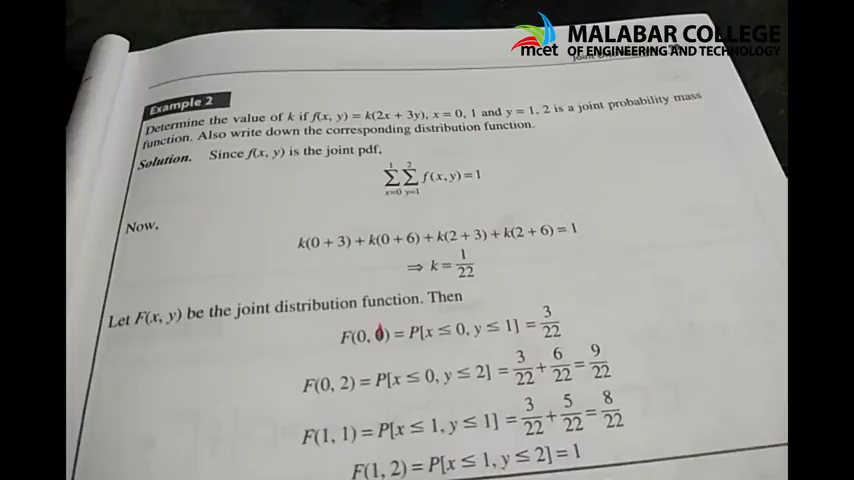 MALABAR COLLEGE
OF ENGINEERING AND TECHNOLOGY
mcet
Example 2
Determine the value of k if f(x, y) = k(2x + 3y), x = 0, 1 and y = 1, 2 is a joint probability mass
function. Also write down the corresponding distribution function.
Solution. Since f(x, y) is the joint pdf,
∑_{x=0}^{1} ∑_{y=1}^{2} f(x, y) = 1
Now,
k(0 + 3) + k(0 + 6) + k(2 + 3) + k(2 + 6) = 1
⇒ k = 1/22
Let F(x, y) be the joint distribution function. Then
F(0, 0) = P[x ≤ 0, y ≤ 1] = 3/22
F(0, 2) = P[x ≤ 0, y ≤ 2] = 3/22 + 6/22 = 9/22
F(1, 1) = P[x ≤ 1, y ≤ 1] = 3/22 + 5/22 = 8/22
F(1, 2) = P[x ≤ 1, y ≤ 2] = 1